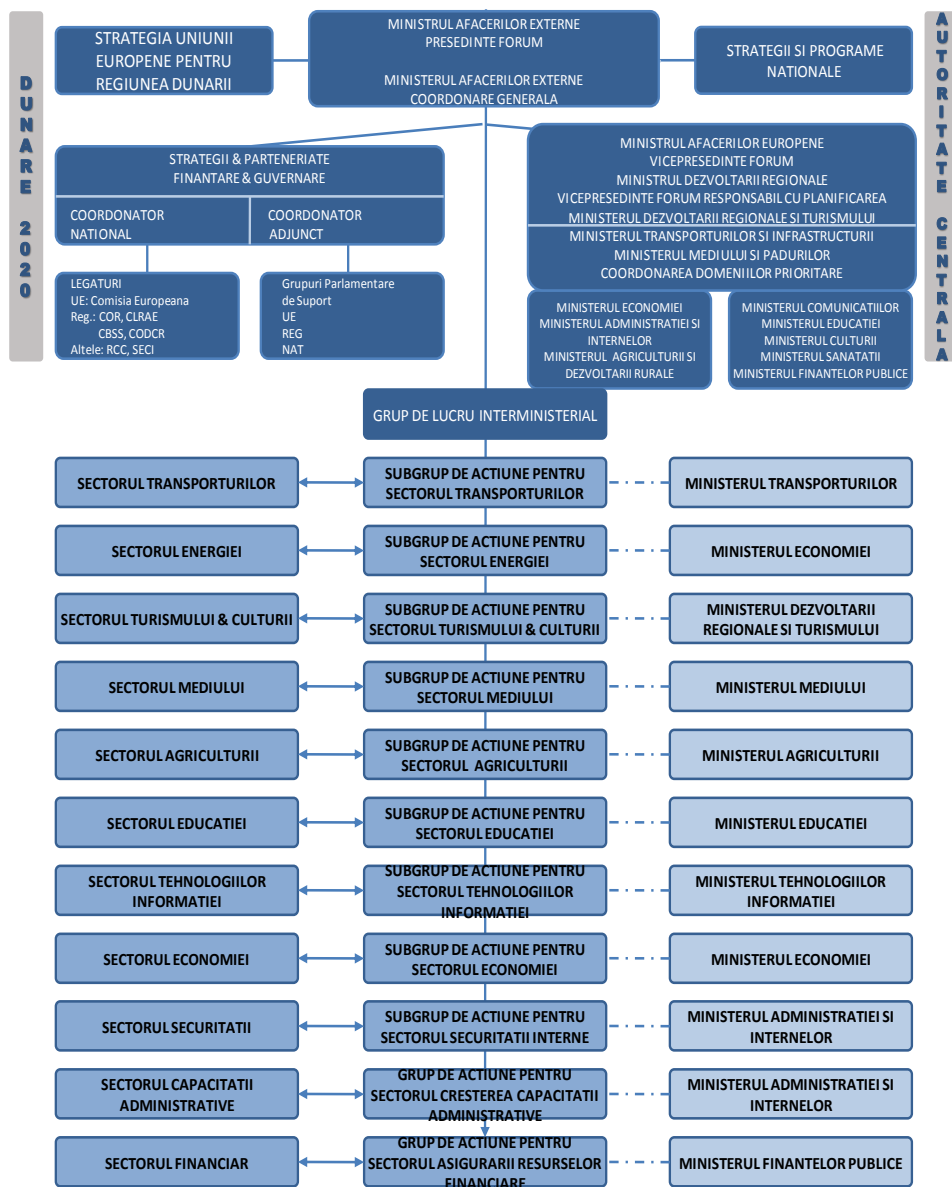 DUNARE 2020
STRATEGIA UNIUNII
EUROPENE PENTRU
REGIUNEA DUNARII
MINISTRUL AFACERILOR EXTERNE
PRESEDINTE FORUM
MINISTERUL AFACERILOR EXTERNE
COORDONARE GENERALA
STRATEGII SI PROGRAME
NATIONALE
AUTORITATE CENTRALA
STRATEGII & PARTENERIATE
FINANTARE & GUVERNARE
COORDONATOR
NATIONAL
COORDONATOR
ADJUNCT
LEGATURI
UE: Comisia Europeana
Reg.: COR, CLRAE
CBSS, CODCR
Altele: RCC, SECI
Grupuri Parlamentare
de Suport
UE
REG
NAT
MINISTRUL AFACERILOR EUROPENE
VICEPRESEDINTE FORUM
MINISTRUL DEZVOLTARII REGIONALE
VICEPRESEDINTE FORUM RESPONSABIL CU PLANIFICAREA
MINISTERUL DEZVOLTARII REGIONALE SI TURISMULUI
MINISTERUL TRANSPORTURILOR SI INFRASTRUCTURII
MINISTERUL MEDIULUI SI PADURILOR
COORDONAREA DOMENIILOR PRIORITARE
MINISTERUL ECONOMIEI
MINISTERUL ADMINISTRATIEI SI
INTERNELOR
MINISTERUL AGRICULTURII SI
DEZVOLTARII RURALE
MINISTERUL COMUNICATIILOR
MINISTERUL EDUCATIEI
MINISTERUL CULTURII
MINISTERUL SANATATII
MINISTERUL FINANTELOR PUBLICE
GRUP DE LUCRU INTERMINISTERIAL
SECTORUL TRANSPORTURILOR
SUBGRUP DE ACTIUNE PENTRU
SECTORUL TRANSPORTURILOR
MINISTERUL TRANSPORTURILOR
SECTORUL ENERGIEI
SUBGRUP DE ACTIUNE PENTRU
SECTORUL ENERGIEI
MINISTERUL ECONOMIEI
SECTORUL TURISMULUI & CULTURII
SUBGRUP DE ACTIUNE PENTRU
SECTORUL TURISMULUI & CULTURII
MINISTERUL DEZVOLTARII
REGIONALE SI TURISMULUI
SECTORUL MEDIULUI
SUBGRUP DE ACTIUNE PENTRU
SECTORUL MEDIULUI
MINISTERUL MEDIULUI
SECTORUL AGRICULTURII
SUBGRUP DE ACTIUNE PENTRU
SECTORUL AGRICULTURII
MINISTERUL AGRICULTURII
SECTORUL EDUCATIEI
SUBGRUP DE ACTIUNE PENTRU
SECTORUL EDUCATIEI
MINISTERUL EDUCATIEI
SECTORUL TEHNOLOGIILOR
INFORMATIEI
SUBGRUP DE ACTIUNE PENTRU
SECTORUL TEHNOLOGIILOR
INFORMATIEI
MINISTERUL TEHNOLOGIILOR
INFORMATIEI
SECTORUL ECONOMIEI
SUBGRUP DE ACTIUNE PENTRU
SECTORUL ECONOMIEI
MINISTERUL ECONOMIEI
SECTORUL SECURITATII
SUBGRUP DE ACTIUNE PENTRU
SECTORUL SECURITATII INTERNE
MINISTERUL ADMINISTRATIEI SI
INTERNELOR
SECTORUL CAPACITATII
ADMINISTRATIVE
GRUP DE ACTIUNE PENTRU
SECTORUL CRESTEREA CAPACITATII
ADMINISTRATIVE
MINISTERUL ADMINISTRATIEI SI
INTERNELOR
SECTORUL FINANCIAR
GRUP DE ACTIUNE PENTRU
SECTORUL ASIGURARII RESURSELOR
FINANCIARE
MINISTERUL FINANTELOR PUBLICE